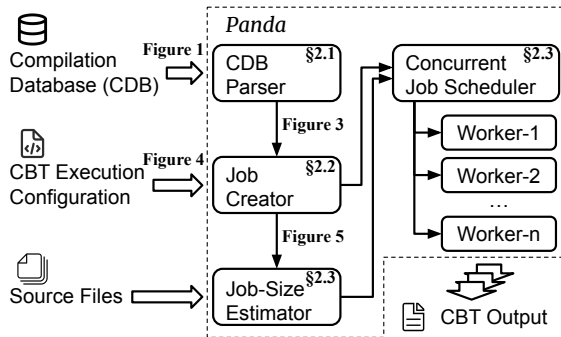 Panda
Compilation
Database (CDB)
Figure 1
§2.1
CDB
Parser
§2.3
Concurrent
Job Scheduler
Figure 3
Worker-1
CBT Execution
Configuration
Figure 4
§2.2
Job
Creator
Worker-2
...
Worker-n
Figure 5
Source Files
§2.3
Job-Size
Estimator
CBT Output